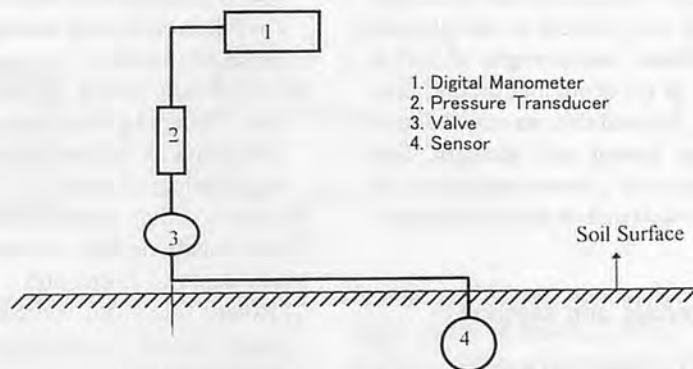 1
1. Digital Manometer
2. Pressure Transducer
3. Valve
4. Sensor
2
3
Soil Surface
4